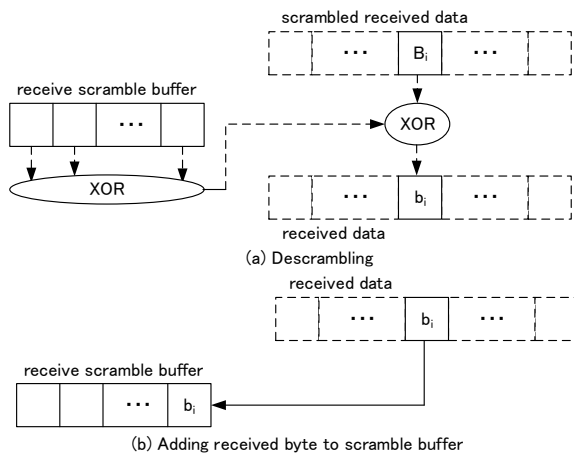 scrambled received data
... Bᵢ ...
receive scramble buffer
...
XOR
XOR
... bᵢ ...
received data
(a) Descrambling
received data
... bᵢ ...
receive scramble buffer
... bᵢ
(b) Adding received byte to scramble buffer